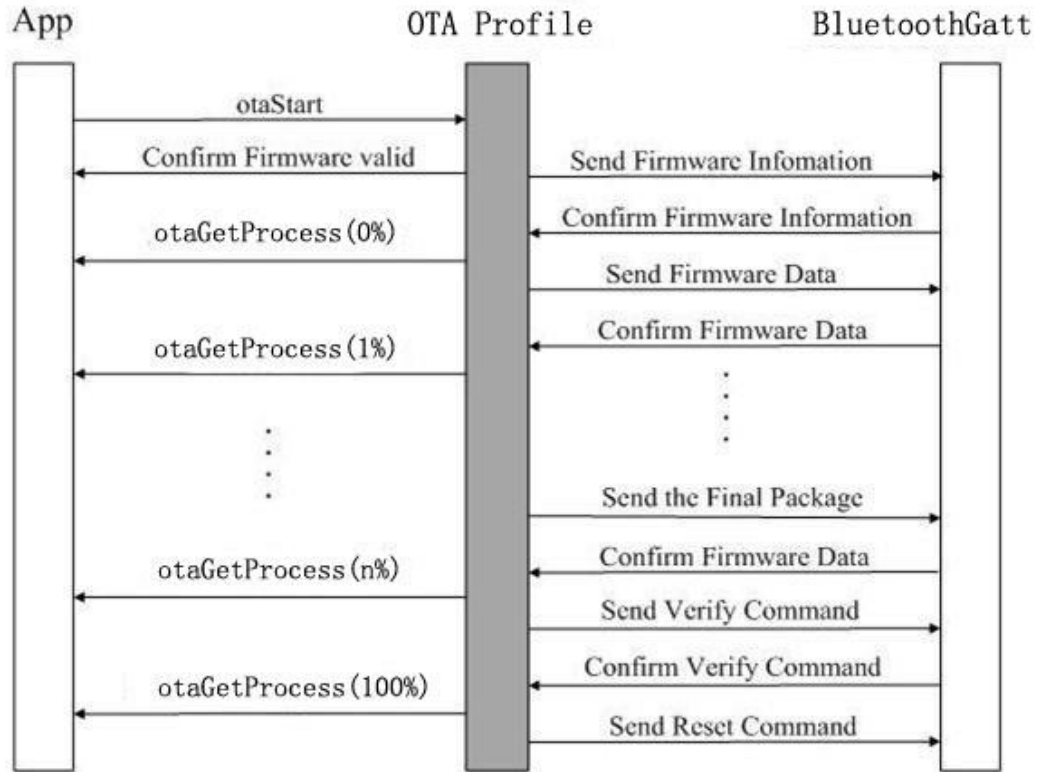 App
OTA Profile
BluetoothGatt
otaStart
Confirm Firmware valid
Send Firmware Infomation
Confirm Firmware Information
otaGetProcess(0%)
Send Firmware Data
Confirm Firmware Data
otaGetProcess(1%)
Send the Final Package
Confirm Firmware Data
otaGetProcess(n%)
Send Verify Command
Confirm Verify Command
otaGetProcess(100%)
Send Reset Command